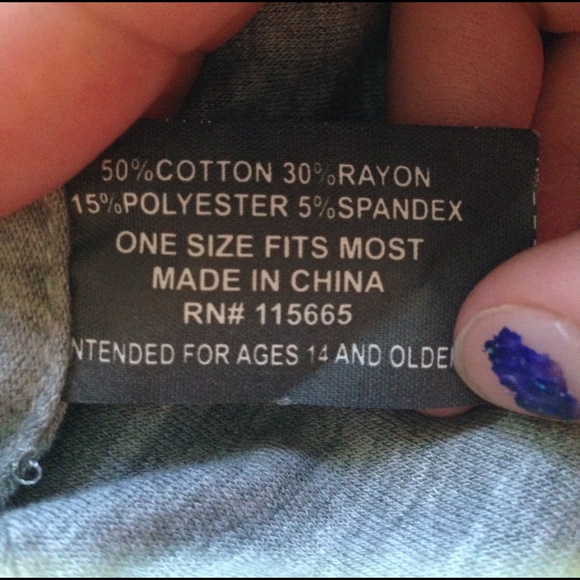 50%COTTON 30%RAYON
15%POLYESTER 5%SPANDEX
ONE SIZE FITS MOST
MADE IN CHINA
RN# 115665
NTENDED FOR AGES 14 AND OLDE